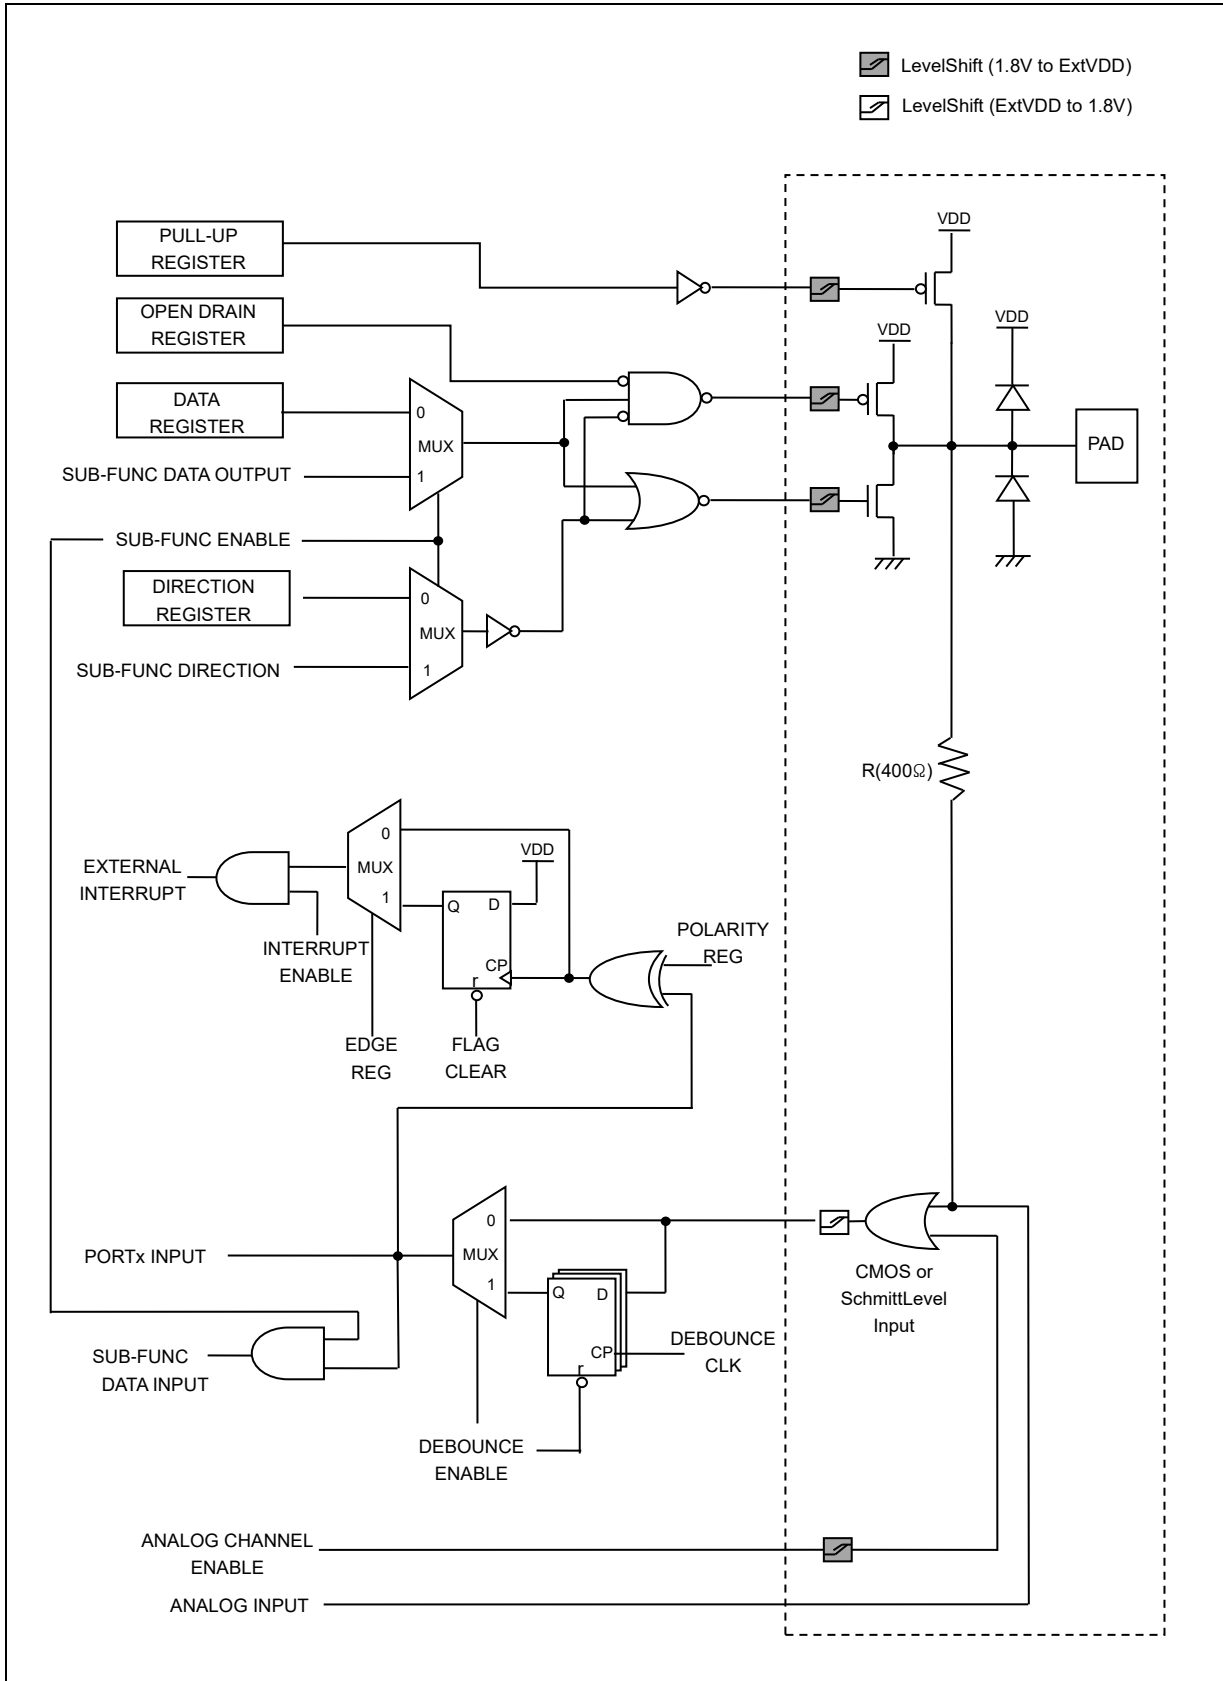 LevelShift (1.8V to ExtVDD)
LevelShift (ExtVDD to 1.8V)
VDD
PULL-UP
REGISTER
OPEN DRAIN
REGISTER
VDD
VDD
DATA
REGISTER
0
MUX
1
SUB-FUNC DATA OUTPUT
PAD
SUB-FUNC ENABLE
DIRECTION
REGISTER
0
MUX
1
SUB-FUNC DIRECTION
R(400Ω)
EXTERNAL
INTERRUPT
0
MUX
1
VDD
Q
D
CP
r
INTERRUPT
ENABLE
POLARITY
REG
EDGE
REG
FLAG
CLEAR
PORTx INPUT
0
MUX
1
Q
D
CP
r
CMOS or
SchmittLevel
Input
DEBOUNCE
CLK
SUB-FUNC
DATA INPUT
DEBOUNCE
ENABLE
ANALOG CHANNEL
ENABLE
ANALOG INPUT